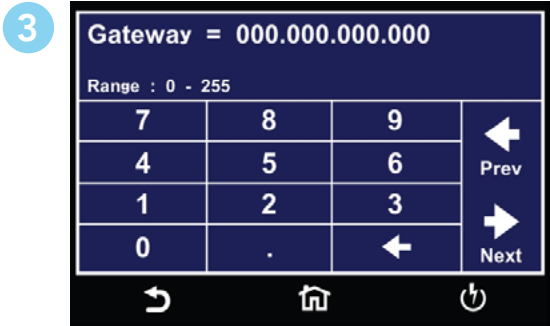 3
Gateway = 000.000.000.000
Range : 0 - 255
7 8 9
4 5 6 Prev
1 2 3
0 . Next